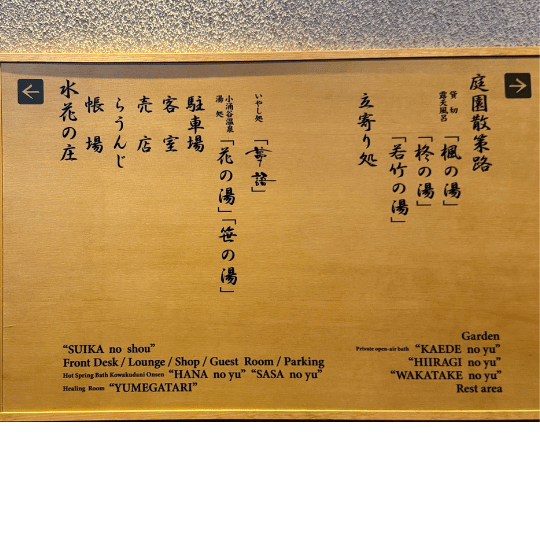 庭園散策路
貸切
露天風呂
「楓の湯」
「柊の湯」
「若竹の湯」
立寄り処
いやし処
「夢語」
小涌谷温泉
湯処
「花の湯」「笹の湯」
駐車場
客室
売店
らうんじ
帳場
水花の庄
"SUIKA no shou"
Front Desk / Lounge / Shop / Guest Room / Parking
Hot Spring Bath Kowakudani Onsen "HANA no yu" "SASA no yu"
Healing Room "YUMEGATARI"
Garden
Private open-air bath "KAEDE no yu"
"HIIRAGI no yu"
"WAKATAKE no yu"
Rest area